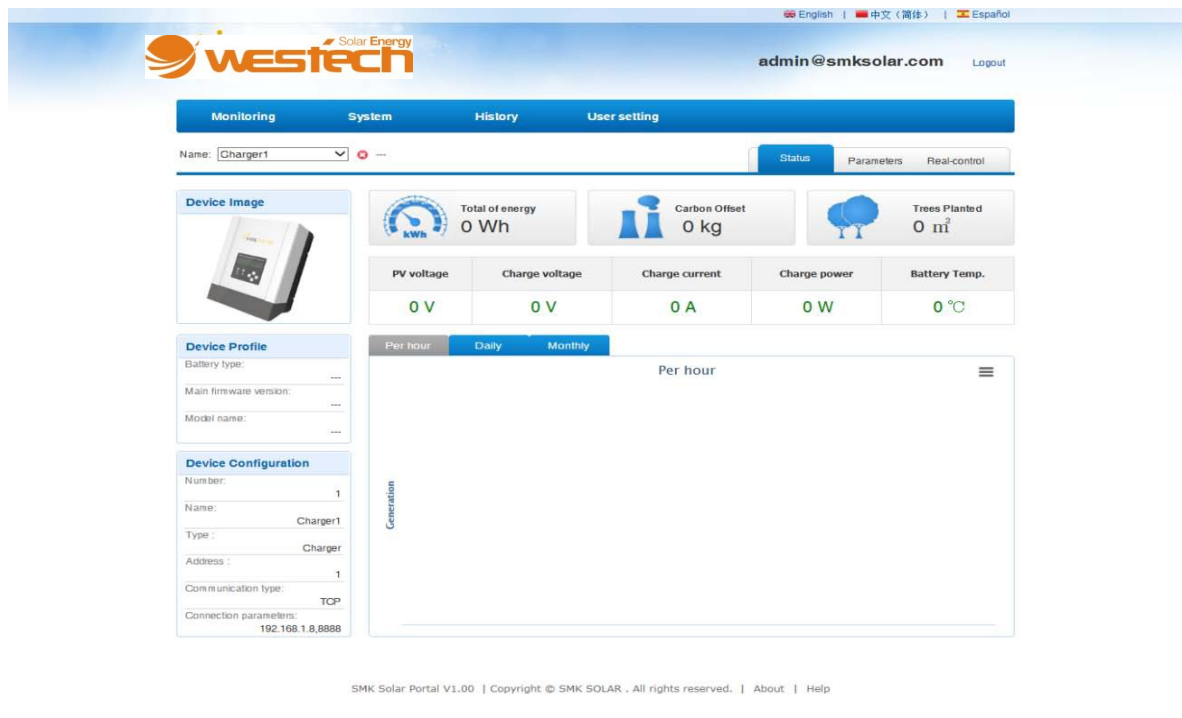 English | 中文（简体） | Español
Solar Energy
westech
admin@smksolar.com Logout
Monitoring System History User setting
Name: Charger1 ---
Status Parameters Real-control
Device Image
Total of energy
0 Wh
kWh
Carbon Offset
0 kg
Trees Planted
0 m²
PV voltage Charge voltage Charge current Charge power Battery Temp.
0 V 0 V 0 A 0 W 0 ℃
Device Profile
Battery type:
---
Main firmware version:
---
Model name:
---
Per hour Daily Monthly
Per hour
Generation
Device Configuration
Number:
1
Name:
Charger1
Type :
Charger
Address :
1
Communication type:
TCP
Connection parameters:
192.168.1.8,8888
SMK Solar Portal V1.00 | Copyright © SMK SOLAR . All rights reserved. | About | Help